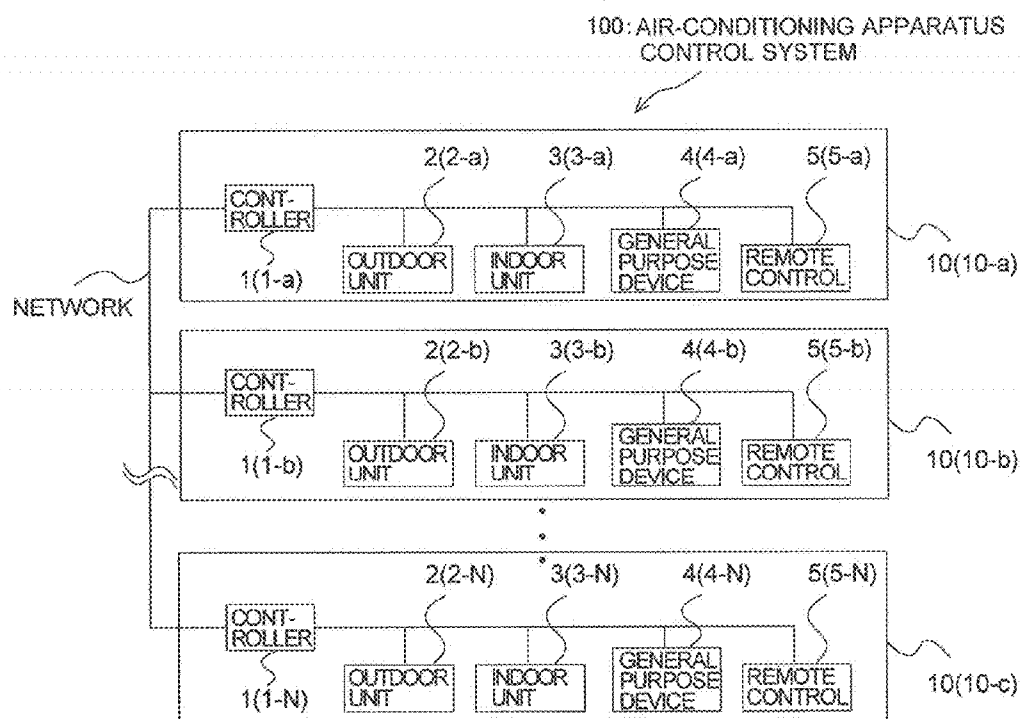 100: AIR-CONDITIONING APPARATUS
CONTROL SYSTEM
2(2-a) 3(3-a) 4(4-a) 5(5-a)
CONT-
ROLLER
1(1-a)
OUTDOOR
UNIT
INDOOR
UNIT
GENERAL
PURPOSE
DEVICE
REMOTE
CONTROL
10(10-a)
NETWORK
2(2-b) 3(3-b) 4(4-b) 5(5-b)
CONT-
ROLLER
1(1-b)
OUTDOOR
UNIT
INDOOR
UNIT
GENERAL
PURPOSE
DEVICE
REMOTE
CONTROL
10(10-b)
2(2-N) 3(3-N) 4(4-N) 5(5-N)
CONT-
ROLLER
1(1-N)
OUTDOOR
UNIT
INDOOR
UNIT
GENERAL
PURPOSE
DEVICE
REMOTE
CONTROL
10(10-c)